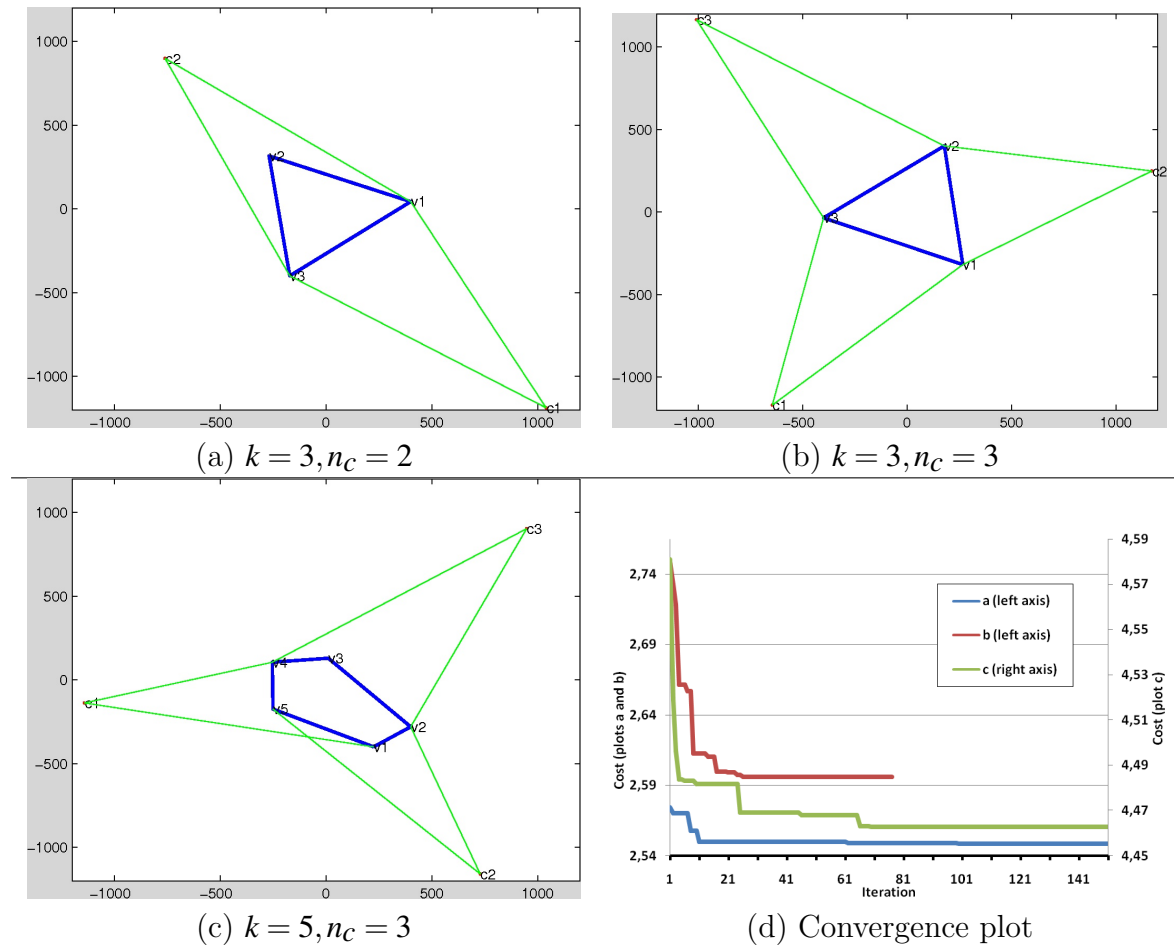 1000
500
0
−500
−1000
−1000 −500 0 500 1000
c2
v2
v1
v3
c1
(a) k = 3, n_c = 2
1000
500
0
−500
−1000
−1000 −500 0 500 1000
c3
v2
c2
v3
v1
c1
(b) k = 3, n_c = 3
1000
500
0
−500
−1000
−1000 −500 0 500 1000
c3
v3
v4
c1
v5
v2
v1
c2
(c) k = 5, n_c = 3
Cost (plots a and b)
2,74
2,69
2,64
2,59
2,54
a (left axis)
b (left axis)
c (right axis)
4,59
4,57
4,55
4,53
4,51
4,49
4,47
4,45
Cost (plot c)
1 21 41 61 81 101 121 141
Iteration
(d) Convergence plot